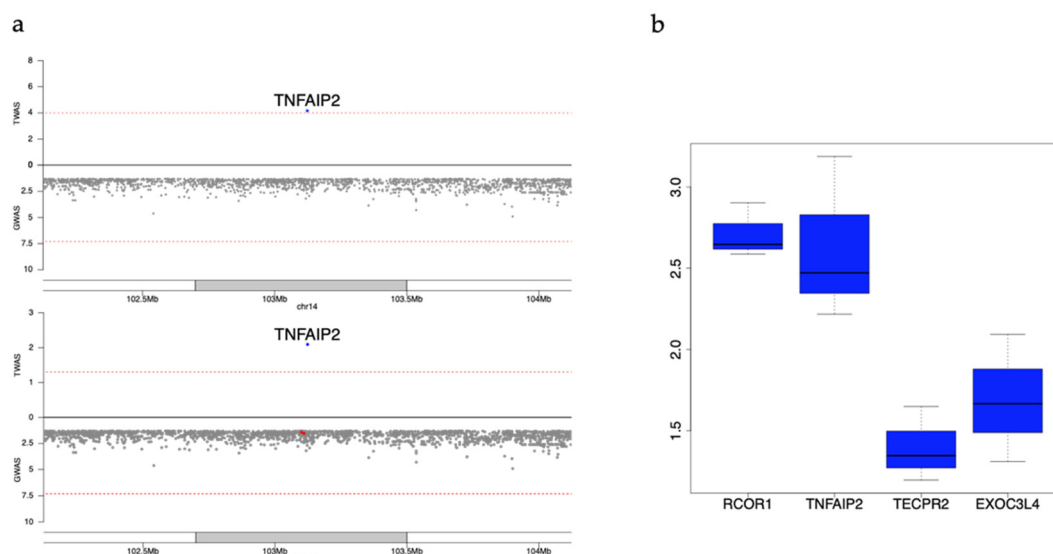 a
b
8
TNFAIP2
6
4
TWAS
2
0
2.5
GWAS
5
7.5
10
102.5Mb 103Mb 103.5Mb 104Mb
chr14
3
TNFAIP2
2
TWAS
1
0
2.5
GWAS
5
7.5
10
102.5Mb 103Mb 103.5Mb 104Mb
3.0
2.5
2.0
1.5
RCOR1 TNFAIP2 TECPR2 EXOC3L4